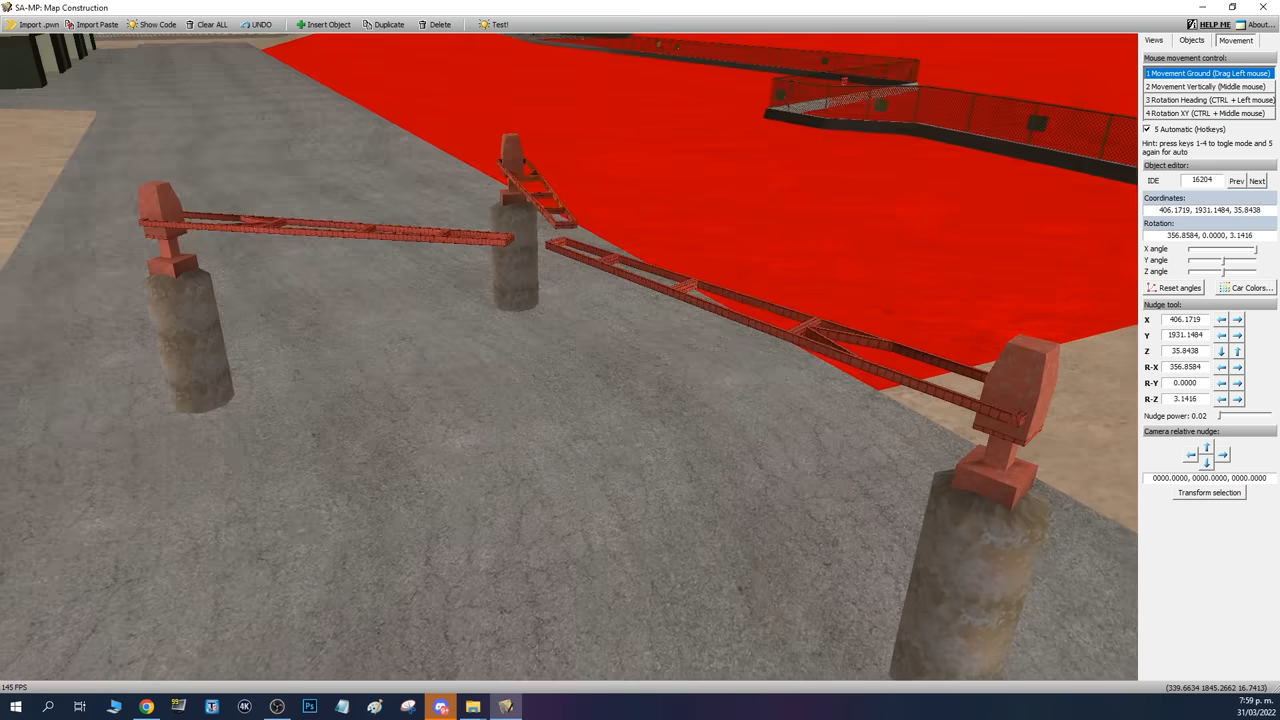 SA-MP: Map Construction
Import .pwn Import Paste Show Code Clear ALL UNDO Insert Object Duplicate Delete Test! HELP ME About...
Views Objects Movement
Mouse movement control:
1 Movement Ground (Drag Left mouse)
2 Movement Vertically (Middle mouse)
3 Rotation Heading (CTRL + Left mouse)
4 Rotation XY (CTRL + Middle mouse)
5 Automatic (Hotkeys)
Hint: press keys 1-4 to togle mode and 5
again for auto
Object editor:
IDE 16204 Prev Next
Coordinates:
406.1719, 1931.1484, 35.8438
Rotation:
356.8584, 0.0000, 3.1416
X angle
Y angle
Z angle
Reset angles Car Colors...
Nudge tool:
X 406.1719
Y 1931.1484
Z 35.8438
R-X 356.8584
R-Y 0.0000
R-Z 3.1416
Nudge power: 0.02
Camera relative nudge:
0000.0000, 0000.0000, 0000.0000
Transform selection
145 FPS (339.6634 1845.2662 16.7413)
99 4K Ps
7:59 p. m.
31/03/2022